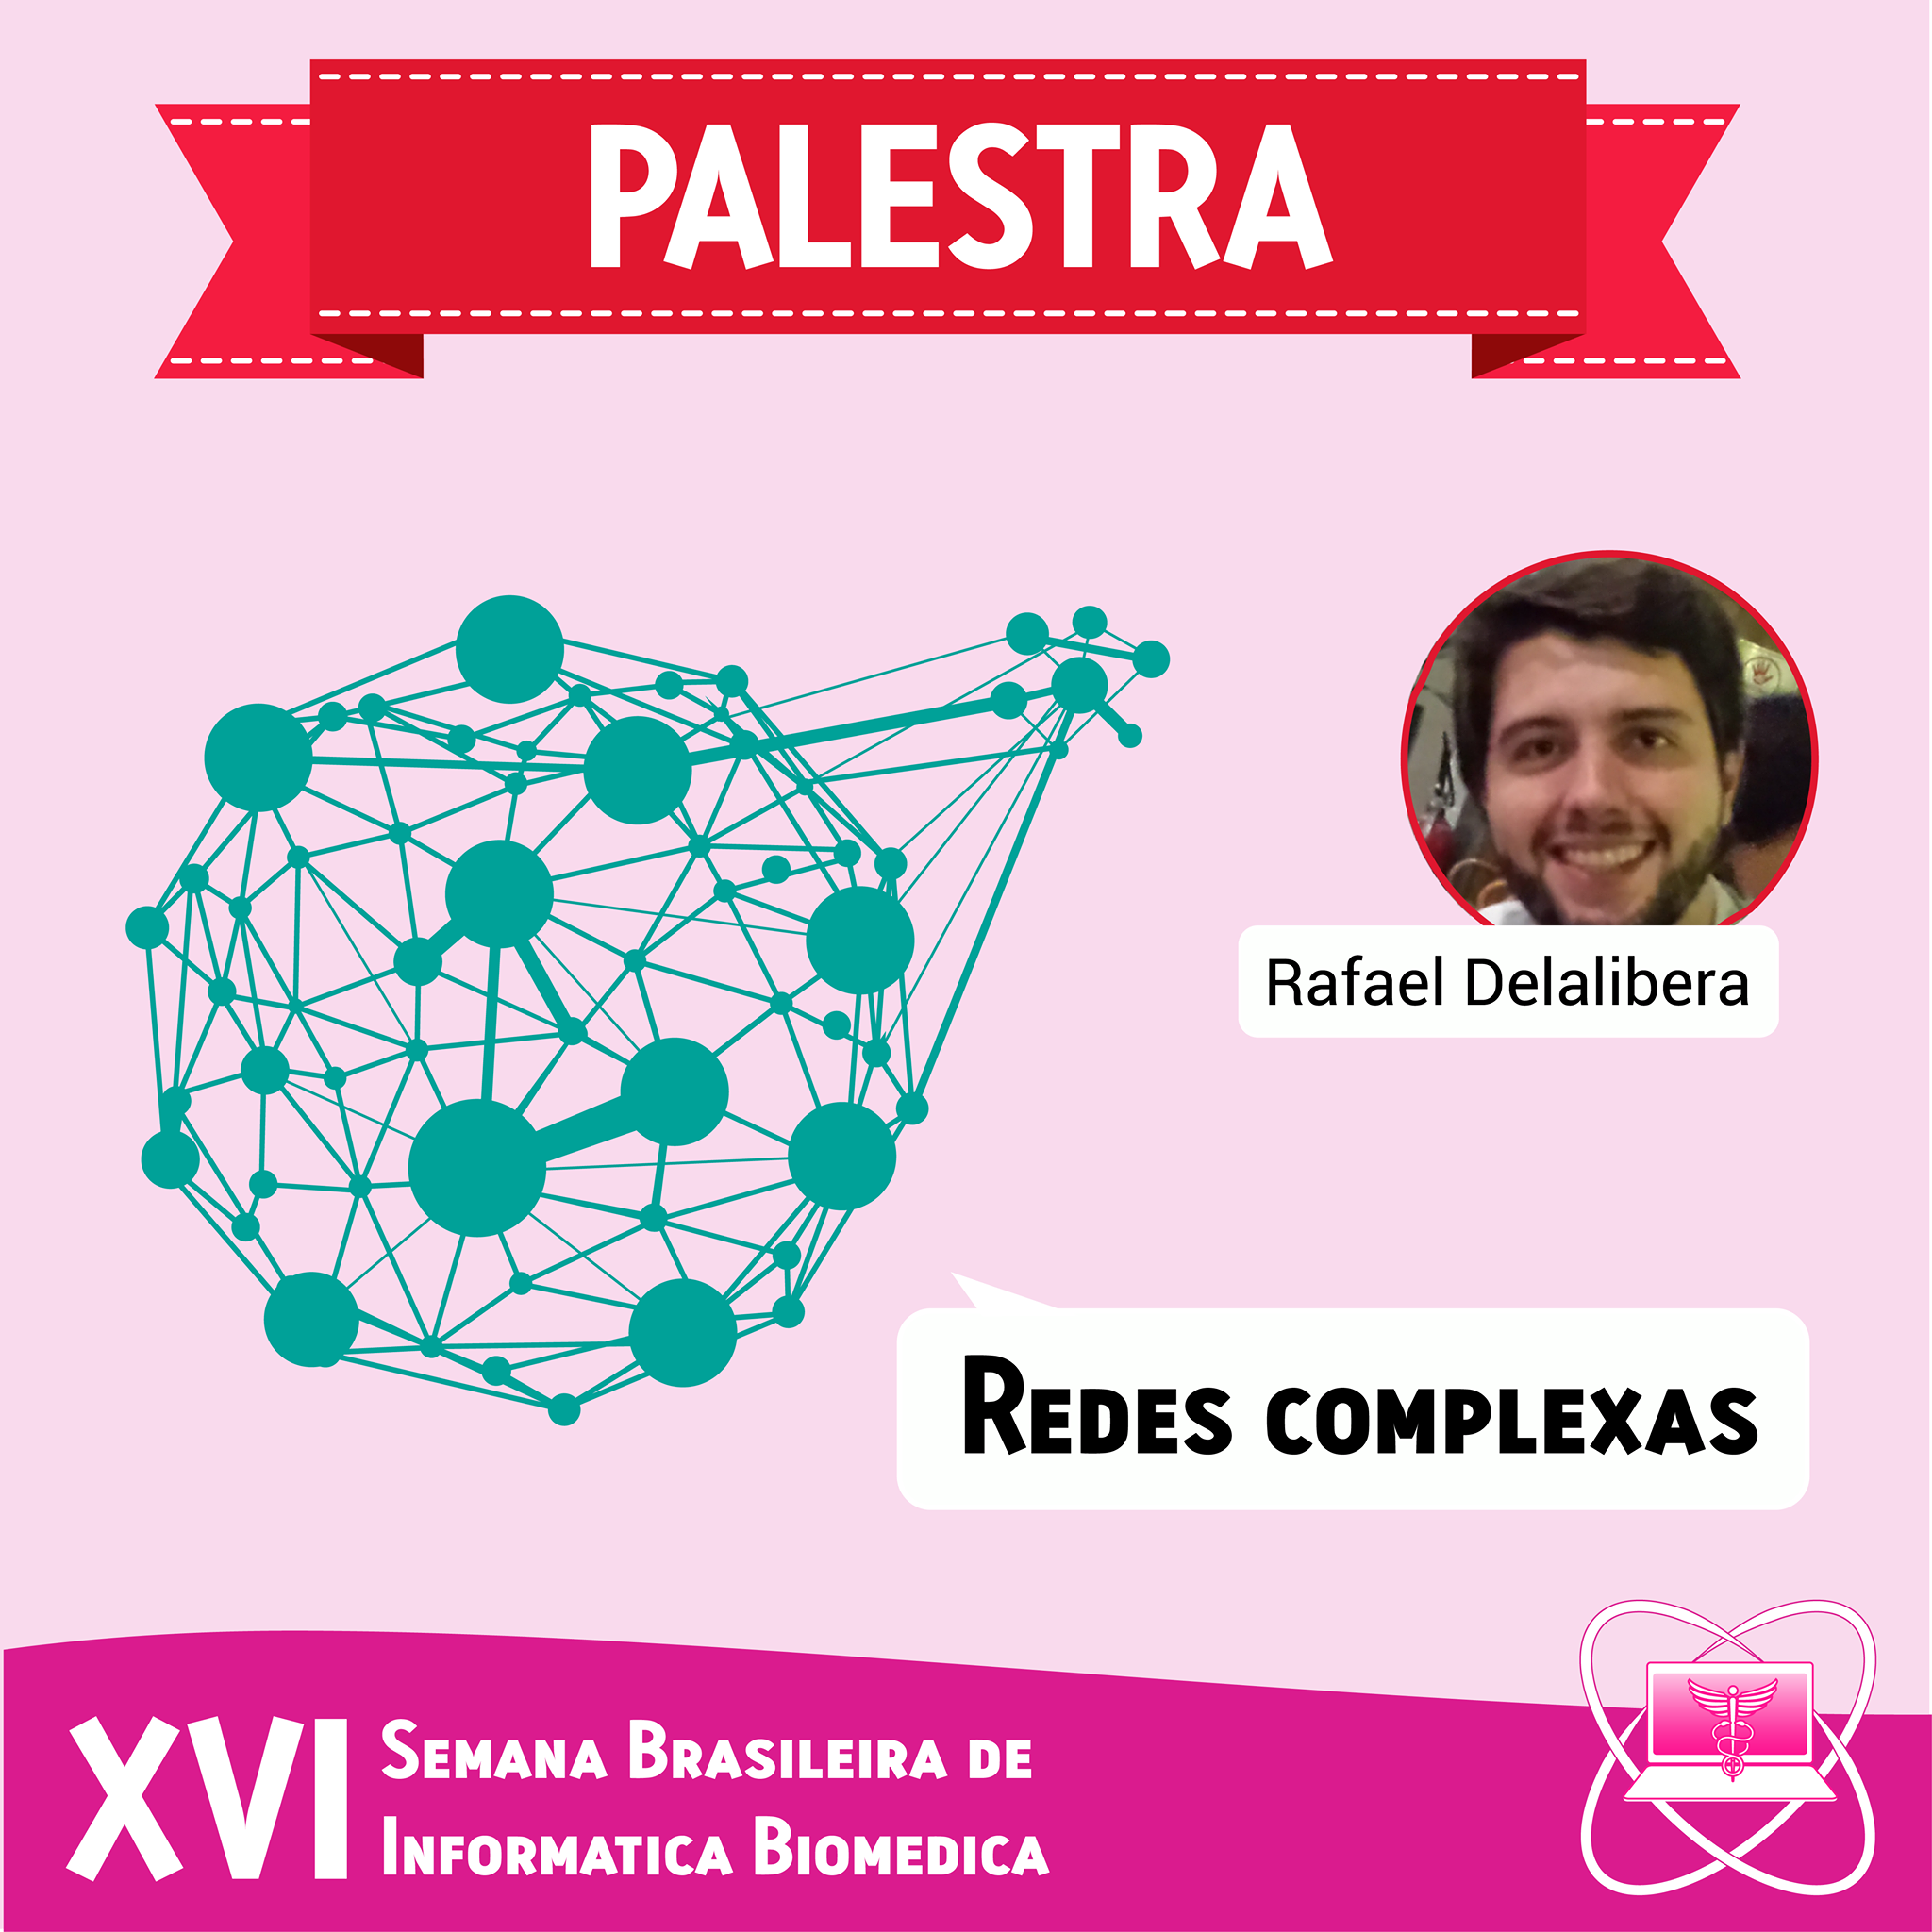 PALESTRA
Rafael Delalibera
REDES COMPLEXAS
XVI SEMANA BRASILEIRA DE
INFORMATICA BIOMEDICA